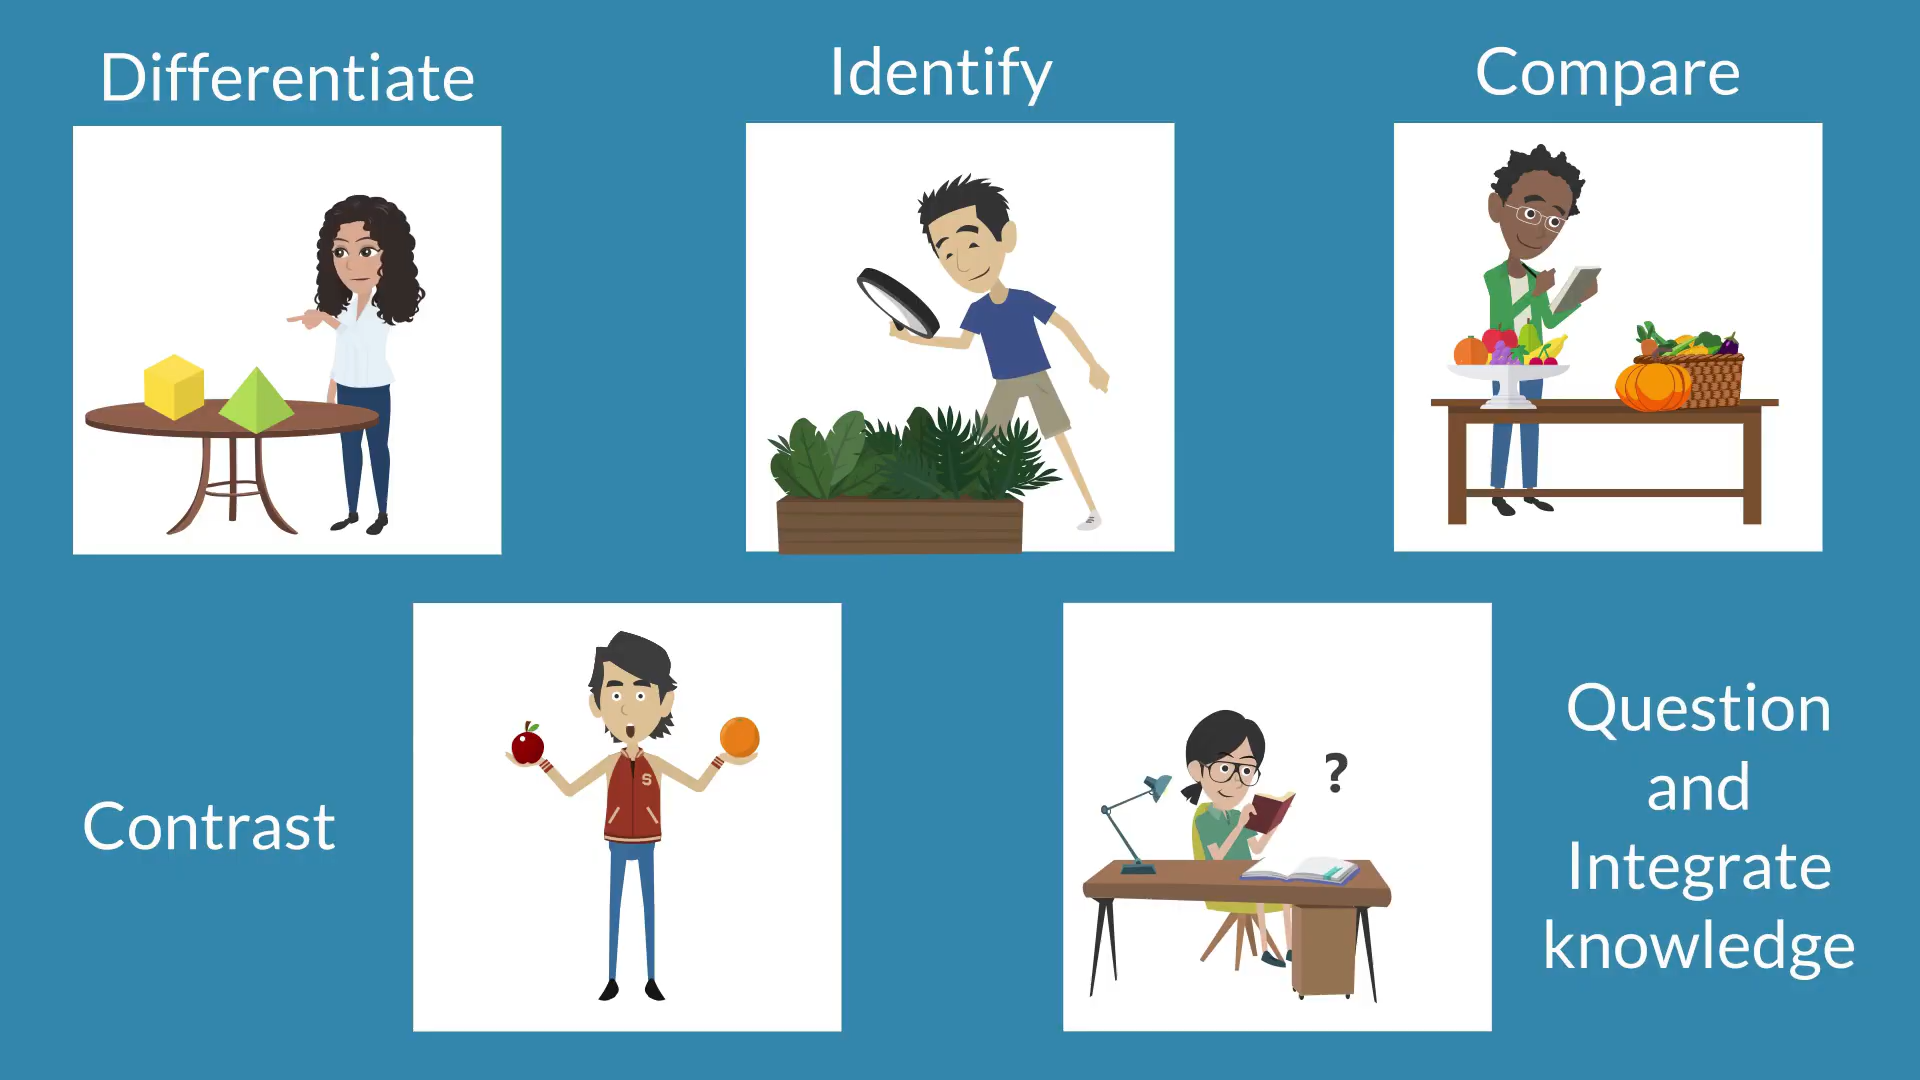 Differentiate
Identify
Compare
Contrast
S
?
Question
and
Integrate
knowledge